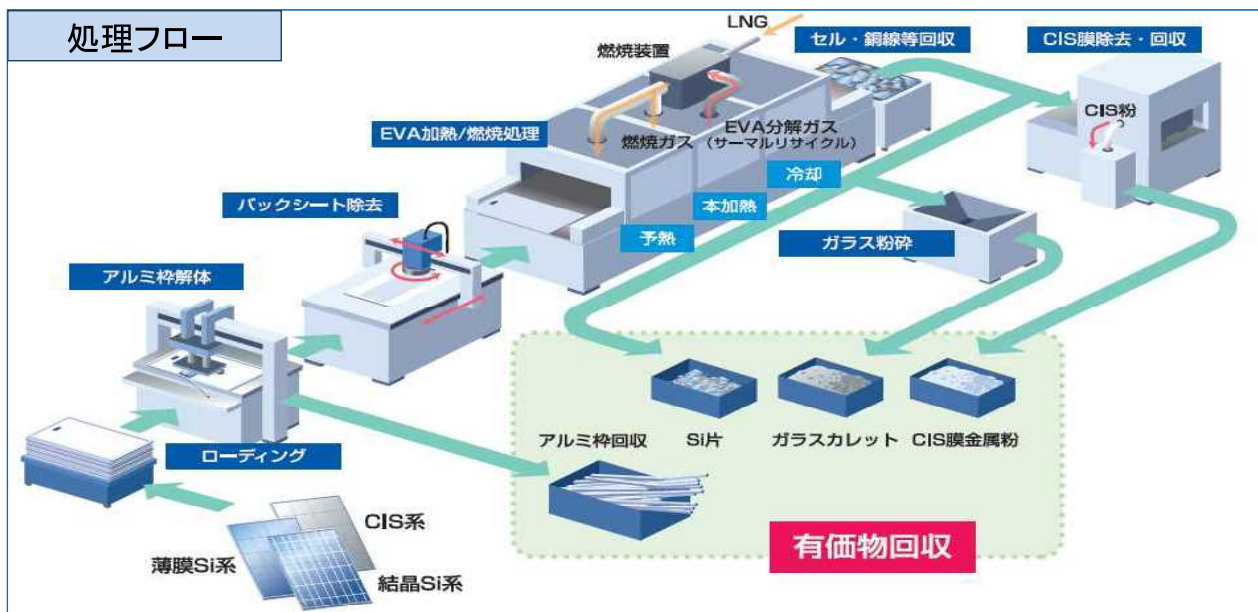 処理フロー
LNG
燃焼装置
セル・銅線等回収
CIS膜除去・回収
CIS粉
EVA加熱/燃焼処理
燃焼ガス
EVA分解ガス
（サーマルリサイクル）
冷却
本加熱
予熱
バックシート除去
ガラス粉砕
アルミ枠解体
ローディング
アルミ枠回収
Si片
ガラスカレット
CIS膜金属粉
CIS系
薄膜Si系
結晶Si系
有価物回収